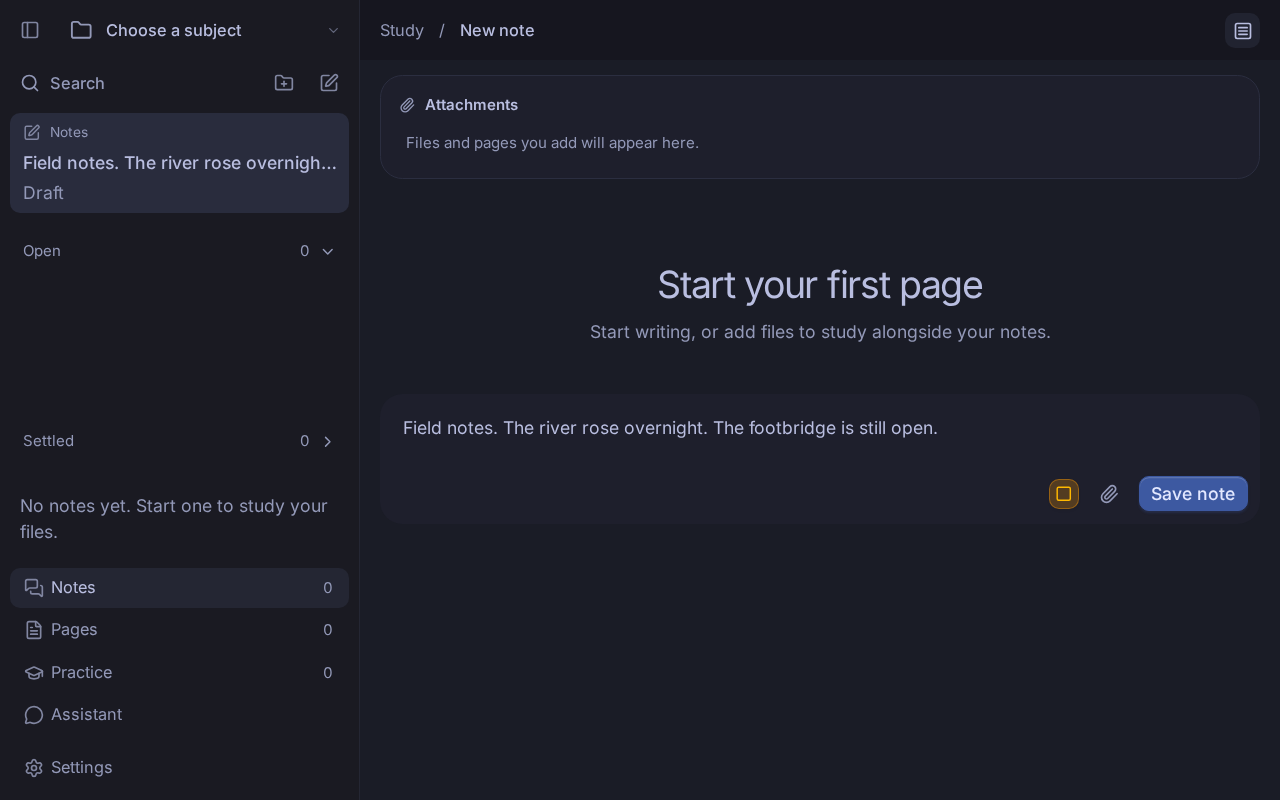 Choose a subject
Search
Notes
Field notes. The river rose overnigh...
Draft
Open 0
Settled 0
No notes yet. Start one to study your
files.
Notes 0
Pages 0
Practice 0
Assistant
Settings
Study / New note
Attachments
Files and pages you add will appear here.
Start your first page
Start writing, or add files to study alongside your notes.
Field notes. The river rose overnight. The footbridge is still open.
Save note